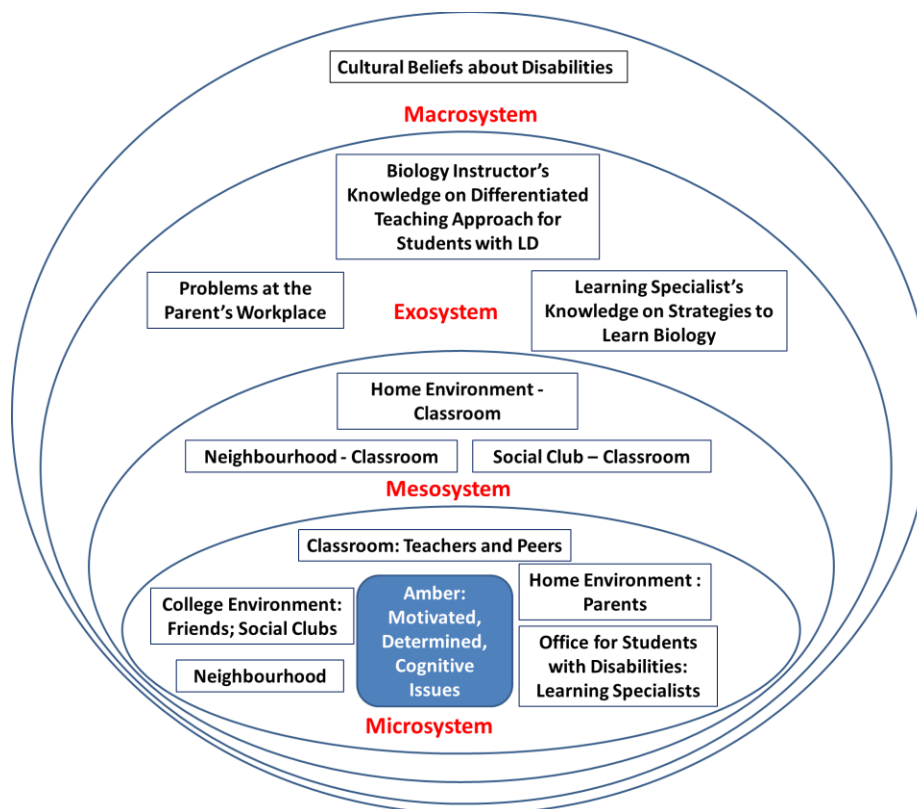 Cultural Beliefs about Disabilities
Macrosystem
Biology Instructor's
Knowledge on Differentiated
Teaching Approach for
Students with LD
Problems at the
Parent's Workplace
Exosystem
Learning Specialist's
Knowledge on Strategies to
Learn Biology
Home Environment -
Classroom
Neighbourhood - Classroom
Social Club – Classroom
Mesosystem
Classroom: Teachers and Peers
College Environment:
Friends; Social Clubs
Neighbourhood
Amber:
Motivated,
Determined,
Cognitive
Issues
Home Environment :
Parents
Office for Students
with Disabilities:
Learning Specialists
Microsystem